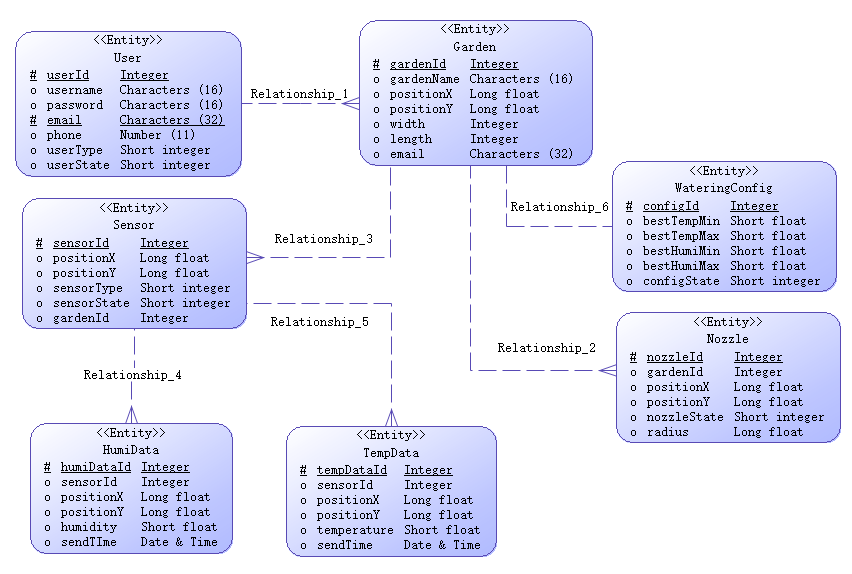 <<Entity>>
User
# userId Integer
o username Characters (16)
o password Characters (16)
# email Characters (32)
o phone Number (11)
o userType Short integer
o userState Short integer
Relationship_1
<<Entity>>
Garden
# gardenId Integer
o gardenName Characters (16)
o positionX Long float
o positionY Long float
o width Integer
o length Integer
o email Characters (32)
<<Entity>>
WateringConfig
# configId Integer
o bestTempMin Short float
o bestTempMax Short float
o bestHumiMin Short float
o bestHumiMax Short float
o configState Short integer
Relationship_6
<<Entity>>
Sensor
# sensorId Integer
o positionX Long float
o positionY Long float
o sensorType Short integer
o sensorState Short integer
o gardenId Integer
Relationship_3
Relationship_5
Relationship_2
<<Entity>>
Nozzle
# nozzleId Integer
o gardenId Integer
o positionX Long float
o positionY Long float
o nozzleState Short integer
o radius Long float
Relationship_4
<<Entity>>
HumiData
# humiDataId Integer
o sensorId Integer
o positionX Long float
o positionY Long float
o humidity Short float
o sendTIme Date & Time
<<Entity>>
TempData
# tempDataId Integer
o sensorId Integer
o positionX Long float
o positionY Long float
o temperature Short float
o sendTime Date & Time